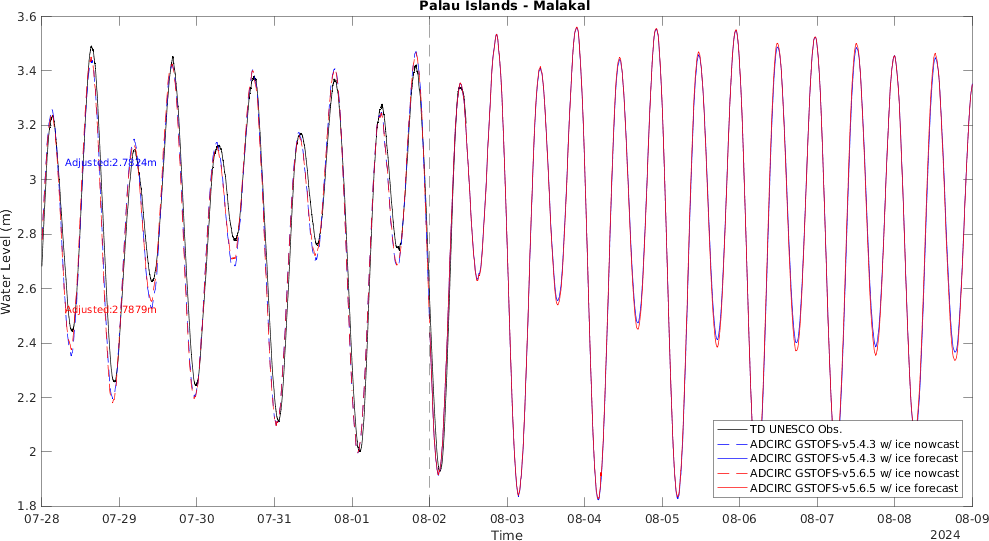 Palau Islands - Malakal
3.6
3.4
3.2
3
2.8
2.6
2.4
2.2
2
1.8
Water Level (m)
Adjusted:2.7824m
Adjusted:2.7879m
TD UNESCO Obs.
ADCIRC GSTOFS-v5.4.3 w/ ice nowcast
ADCIRC GSTOFS-v5.4.3 w/ ice forecast
ADCIRC GSTOFS-v5.6.5 w/ ice nowcast
ADCIRC GSTOFS-v5.6.5 w/ ice forecast
07-28 07-29 07-30 07-31 08-01 08-02 08-03 08-04 08-05 08-06 08-07 08-08 08-09
Time
2024